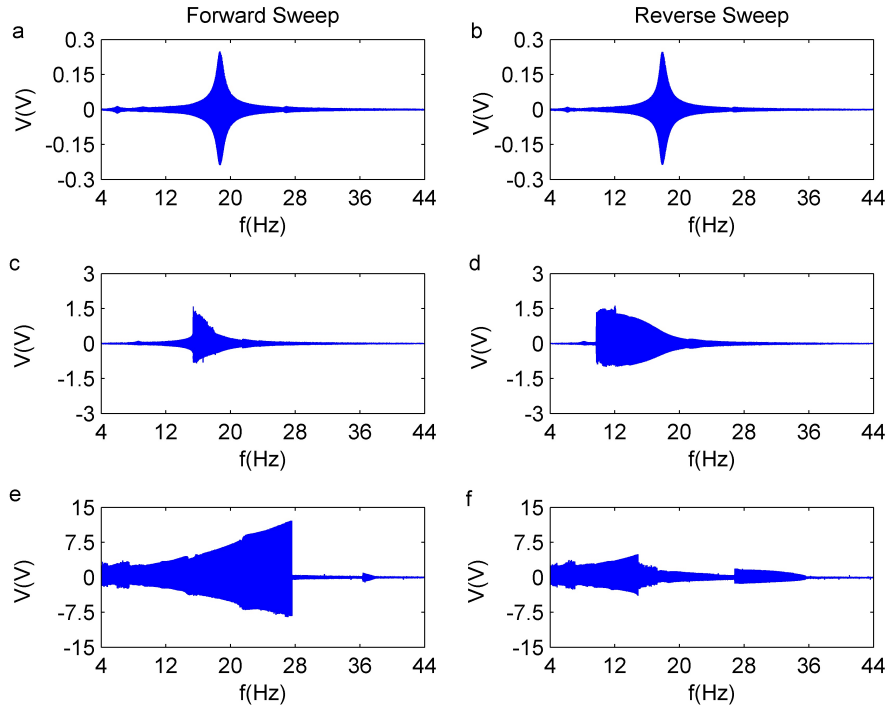 Forward Sweep
Reverse Sweep
a
0.3
0.15
0
-0.15
-0.3
V(V)
4 12 20 28 36 44
f(Hz)
b
0.3
0.15
0
-0.15
-0.3
V(V)
4 12 20 28 36 44
f(Hz)
c
3
1.5
0
-1.5
-3
V(V)
4 12 20 28 36 44
f(Hz)
d
3
1.5
0
-1.5
-3
V(V)
4 12 20 28 36 44
f(Hz)
e
15
7.5
0
-7.5
-15
V(V)
4 12 20 28 36 44
f(Hz)
f
15
7.5
0
-7.5
-15
V(V)
4 12 20 28 36 44
f(Hz)